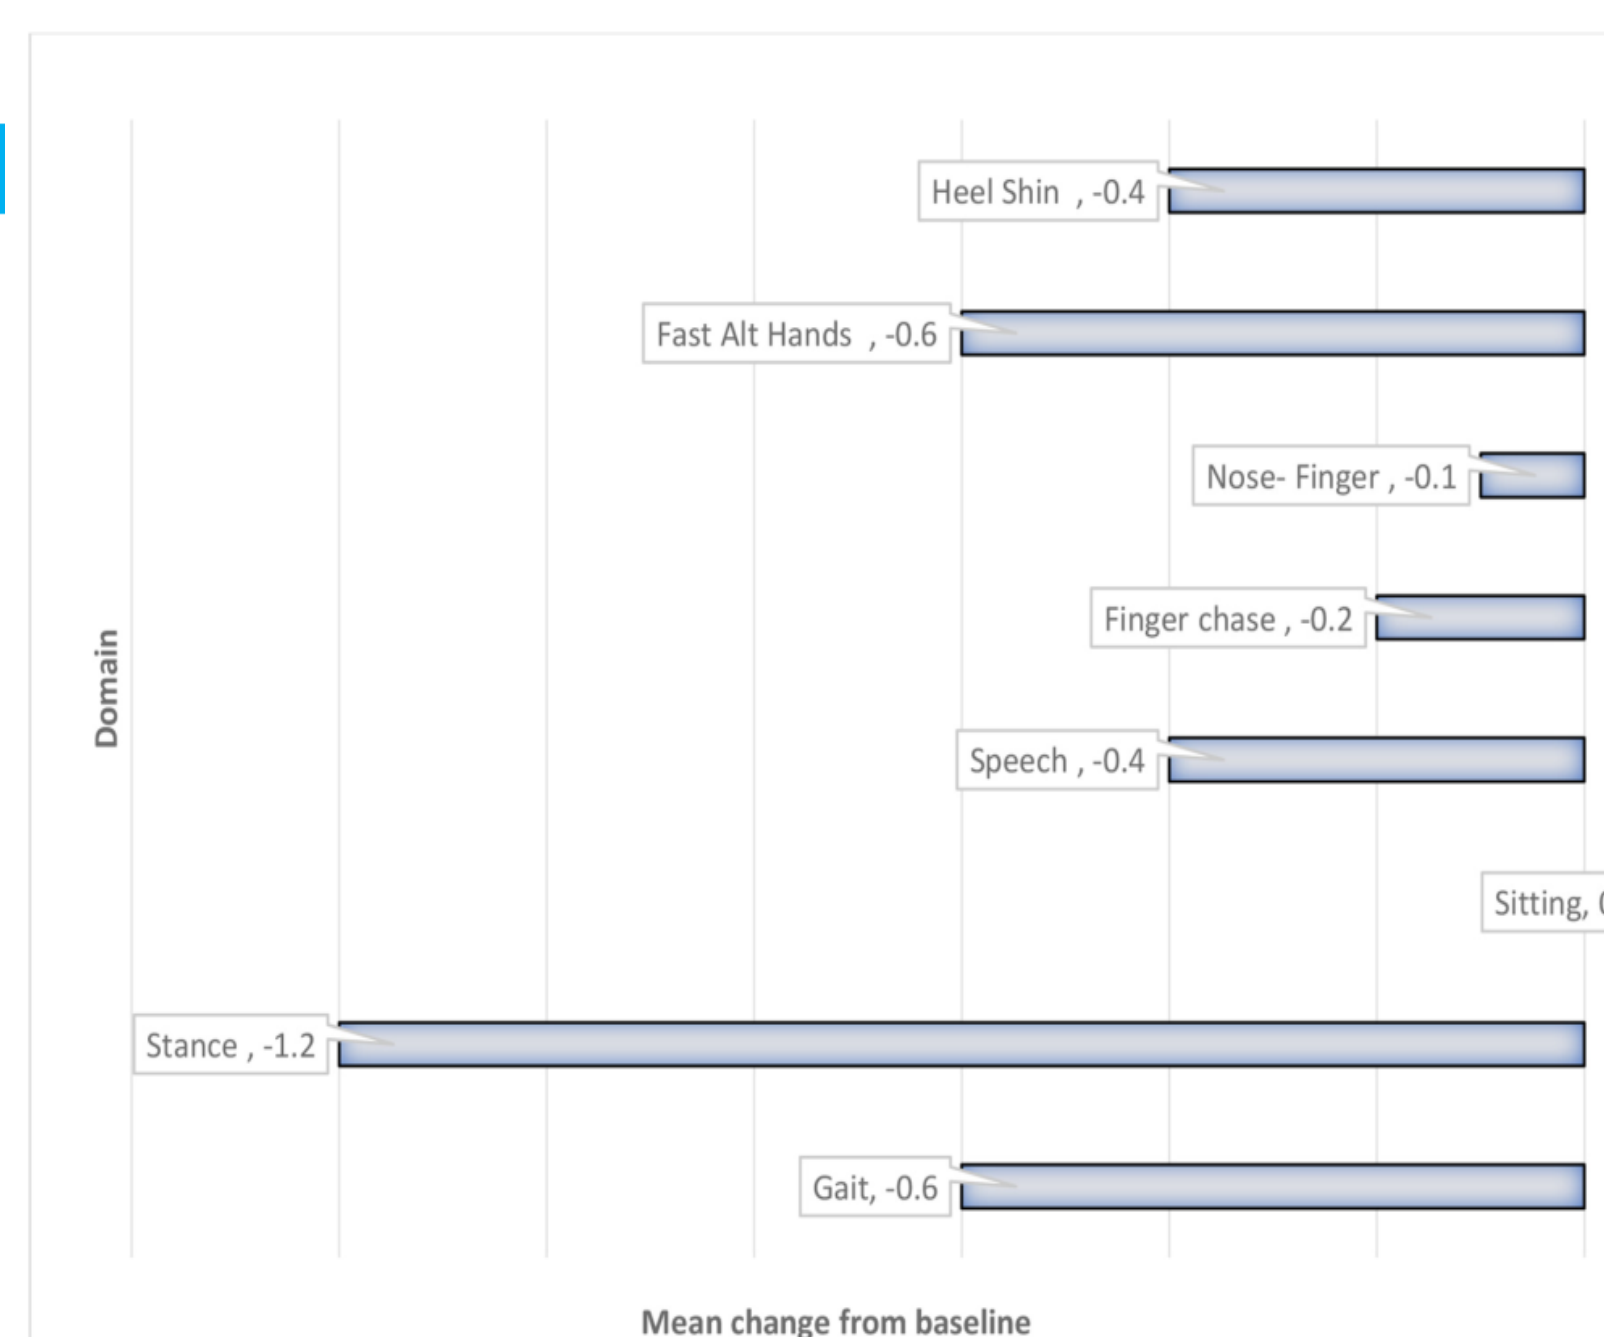 Heel Shin , -0.4
Fast Alt Hands , -0.6
Nose- Finger , -0.1
Finger chase , -0.2
Domain
Speech , -0.4
Sitting,
Stance , -1.2
Gait, -0.6
Mean change from baseline